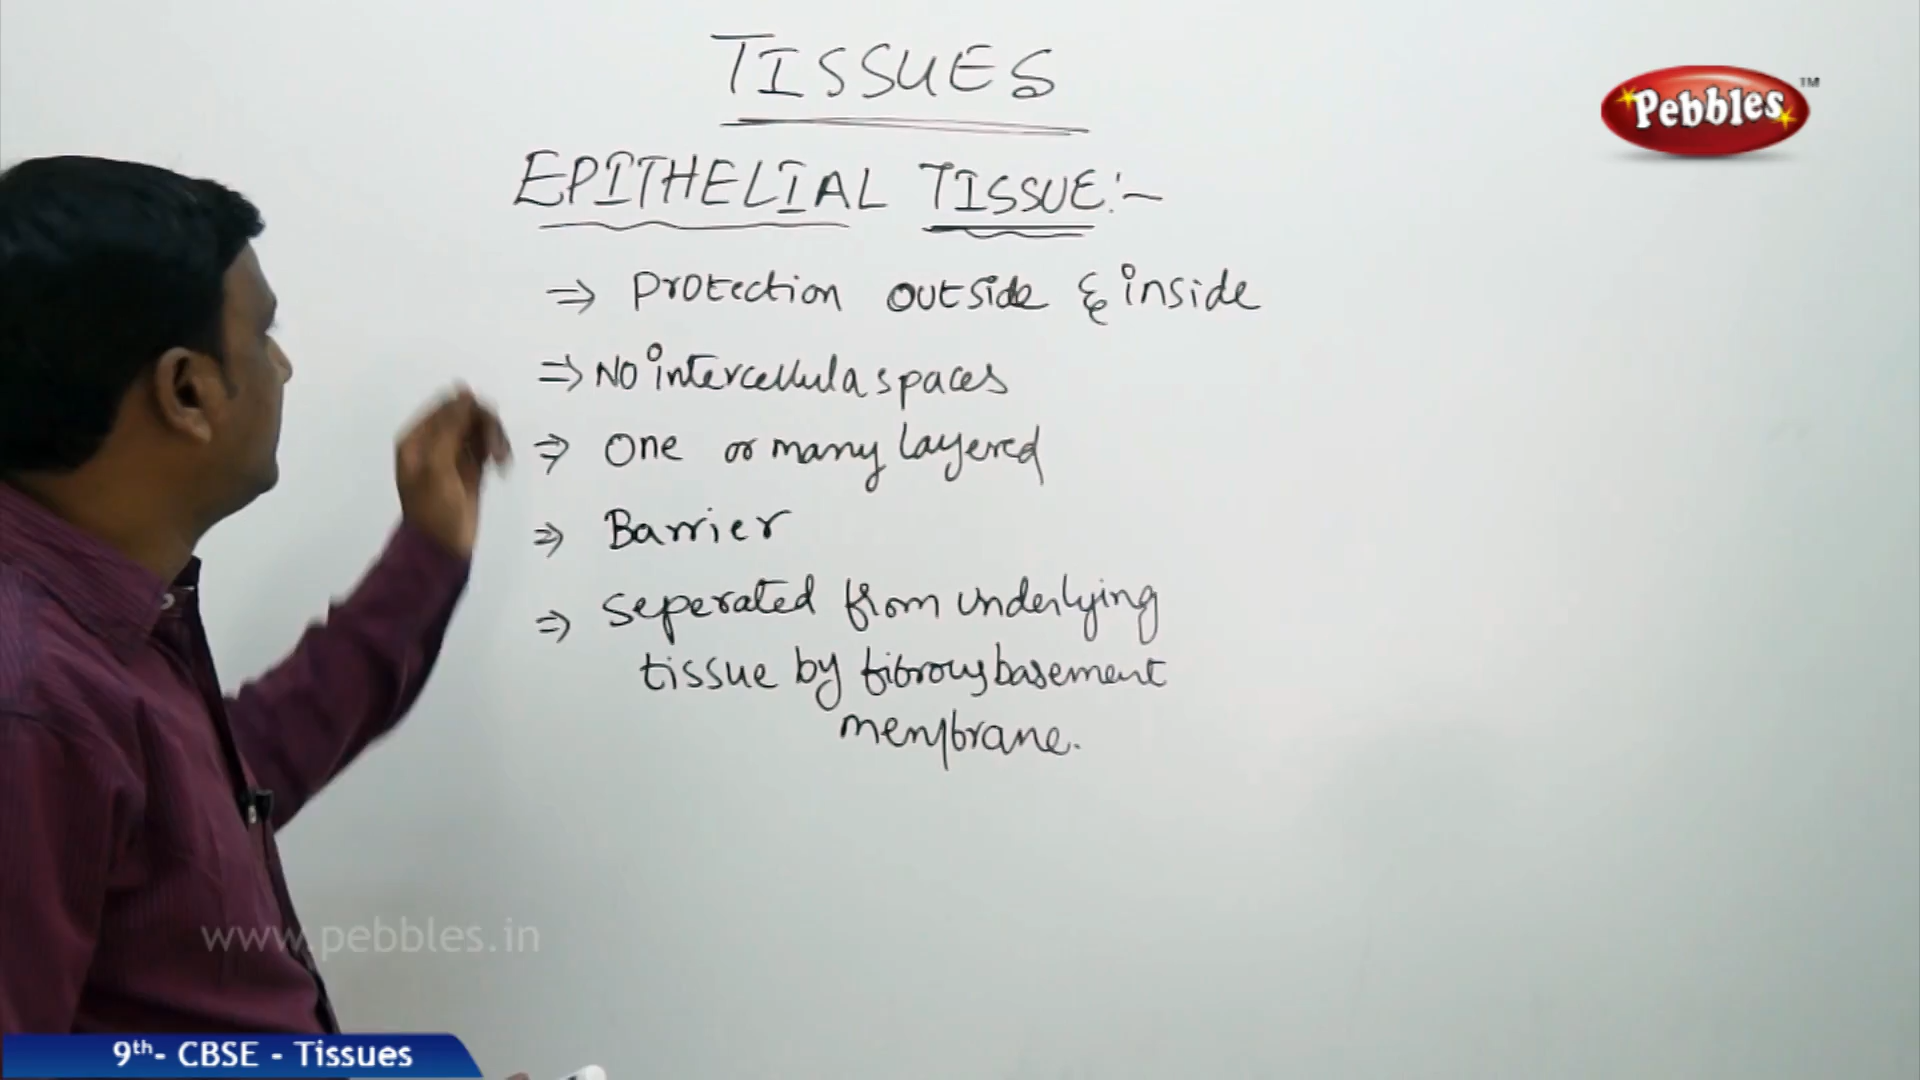 TISSUES
Pebbles™
EPITHELIAL TISSUE:-
⇒ Protection outside & inside
⇒ No intercellula spaces
⇒ One or many layered
⇒ Barrier
⇒ seperated from underlying
tissue by fibrous basement
membrane.
www.pebbles.in
9th- CBSE - Tissues